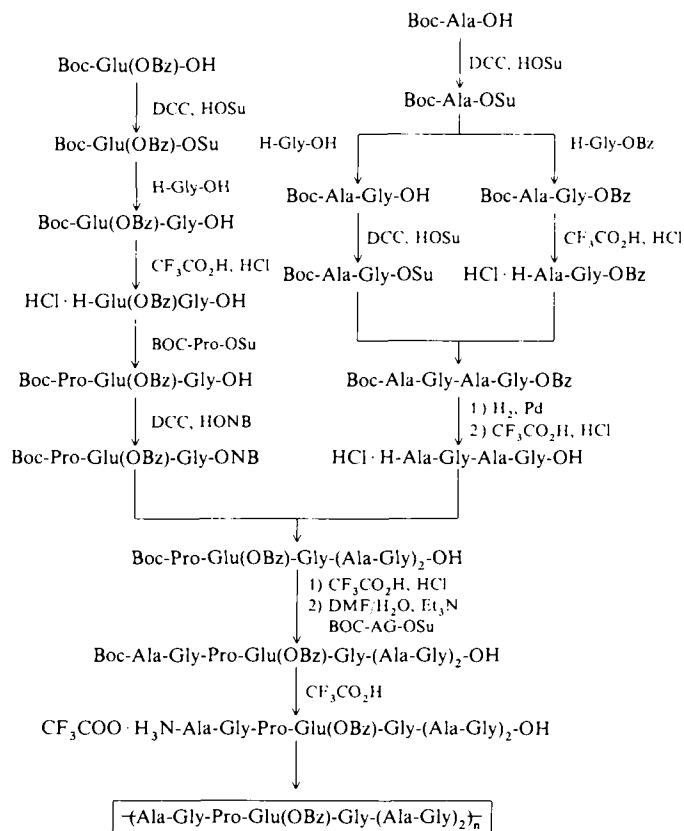 Boc-Glu(OBz)-OH
DCC, HOSu
Boc-Glu(OBz)-OSu
H-Gly-OH
Boc-Glu(OBz)-Gly-OH
CF₃CO₂H, HCl
HCl · H-Glu(OBz)Gly-OH
BOC-Pro-OSu
Boc-Pro-Glu(OBz)-Gly-OH
DCC, HONB
Boc-Pro-Glu(OBz)-Gly-ONB
Boc-Ala-OH
DCC, HOSu
Boc-Ala-OSu
H-Gly-OH
Boc-Ala-Gly-OH
DCC, HOSu
Boc-Ala-Gly-OSu
H-Gly-OBz
Boc-Ala-Gly-OBz
CF₃CO₂H, HCl
HCl · H-Ala-Gly-OBz
Boc-Ala-Gly-Ala-Gly-OBz
1) H₂, Pd
2) CF₃CO₂H, HCl
HCl · H-Ala-Gly-Ala-Gly-OH
Boc-Pro-Glu(OBz)-Gly-(Ala-Gly)₂-OH
1) CF₃CO₂H, HCl
2) DMF/H₂O, Et₃N
BOC-AG-OSu
Boc-Ala-Gly-Pro-Glu(OBz)-Gly-(Ala-Gly)₂-OH
CF₃CO₂H
CF₃COO · H₃N-Ala-Gly-Pro-Glu(OBz)-Gly-(Ala-Gly)₂-OH
-(Ala-Gly-Pro-Glu(OBz)-Gly-(Ala-Gly)₂)-n